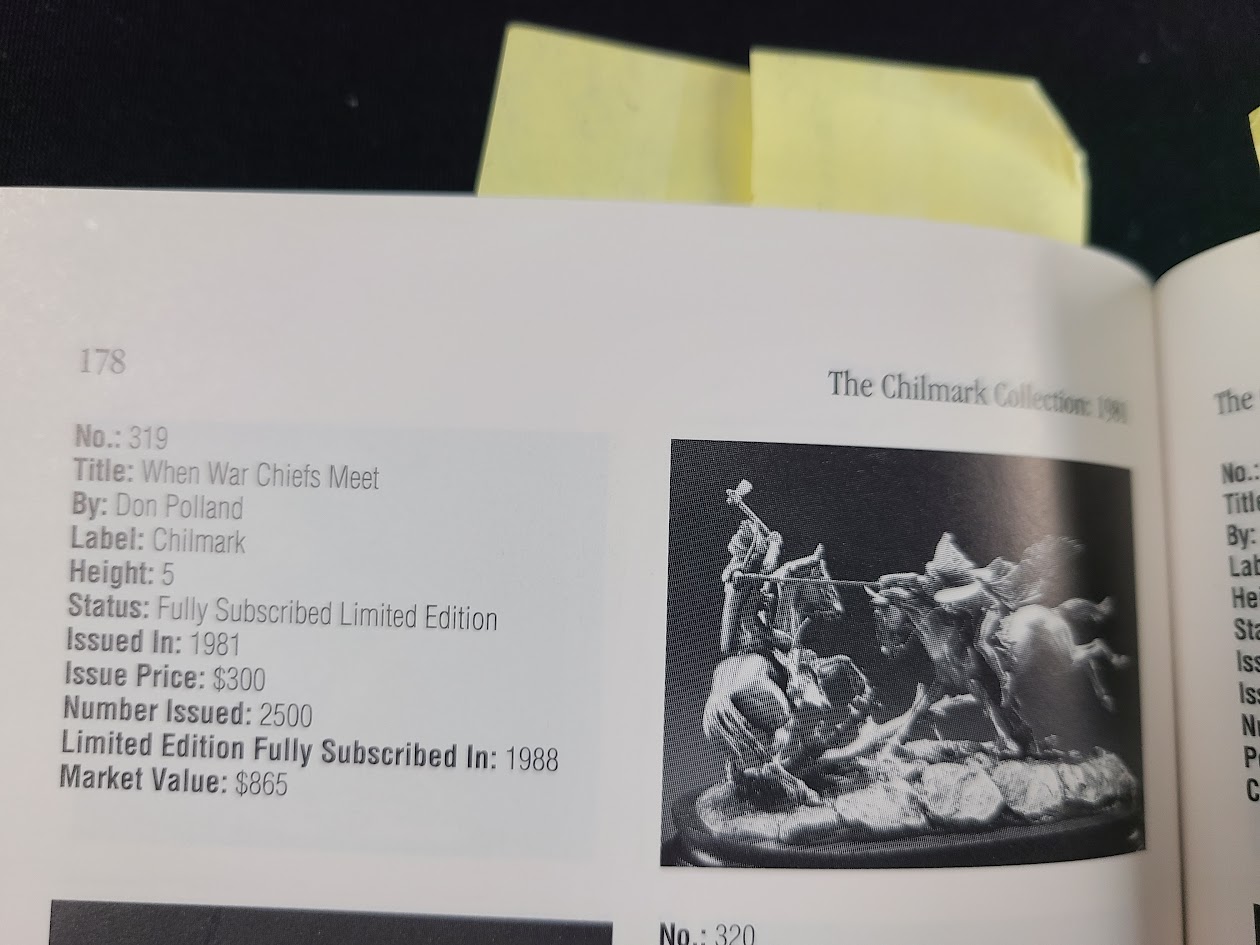 178
The Chilmark Collection: 1981
No.: 319
Title: When War Chiefs Meet
By: Don Polland
Label: Chilmark
Height: 5
Status: Fully Subscribed Limited Edition
Issued In: 1981
Issue Price: $300
Number Issued: 2500
Limited Edition Fully Subscribed In: 1988
Market Value: $865
No.: 320
The
No.:
By: